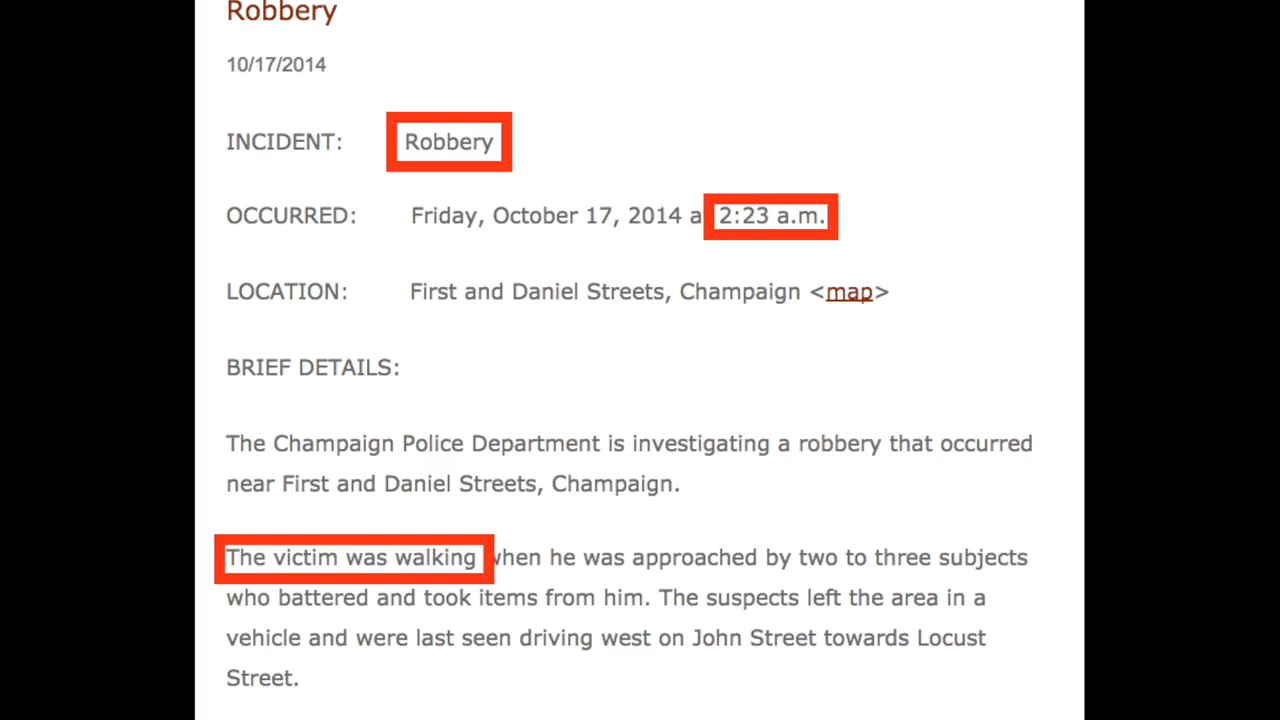 Robbery
10/17/2014
INCIDENT: Robbery
OCCURRED: Friday, October 17, 2014 a 2:23 a.m.
LOCATION: First and Daniel Streets, Champaign <map>
BRIEF DETAILS:
The Champaign Police Department is investigating a robbery that occurred
near First and Daniel Streets, Champaign.
The victim was walking when he was approached by two to three subjects
who battered and took items from him. The suspects left the area in a
vehicle and were last seen driving west on John Street towards Locust
Street.